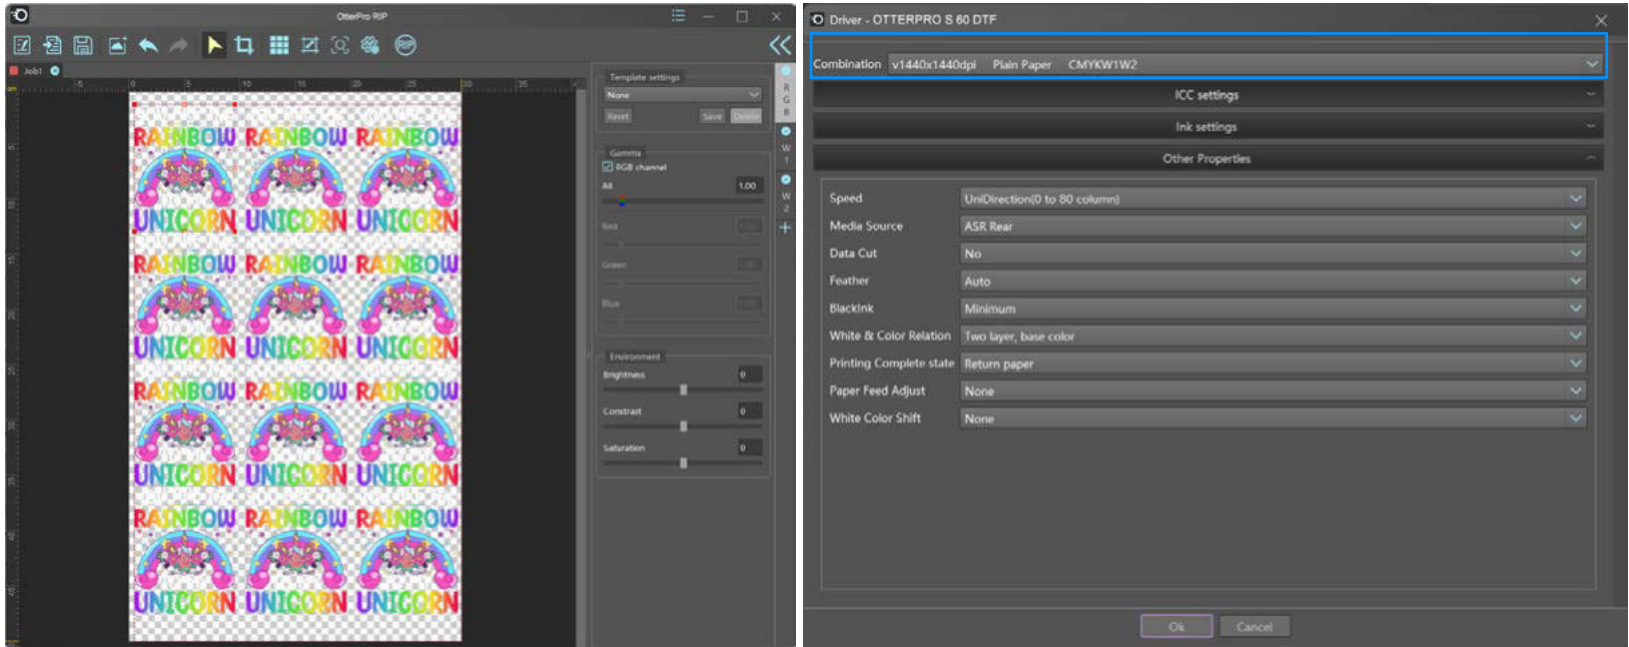 OtterPro RIP
RIP
Job1
RAINBOW RAINBOW RAINBOW
UNICORN UNICORN UNICORN
RAINBOW RAINBOW RAINBOW
UNICORN UNICORN UNICORN
RAINBOW RAINBOW RAINBOW
UNICORN UNICORN UNICORN
RAINBOW RAINBOW RAINBOW
UNICORN UNICORN UNICORN
Template settings
None
Reset Save Delete
Gamma
RGB channel
All 1.00
Red
Green
Blue
Environment
Brightness 0
Constrast 0
Saturation 0
R
G
B
W
1
W
2
Driver - OTTERPRO S 60 DTF
Combination v1440x1440dpi Plain Paper CMYKW1W2
ICC settings
Ink settings
Other Properties
Speed UniDirection(0 to 80 column)
Media Source ASR Rear
Data Cut No
Feather Auto
BlackInk Minimum
White & Color Relation Two layer, base color
Printing Complete state Return paper
Paper Feed Adjust None
White Color Shift None
Ok Cancel